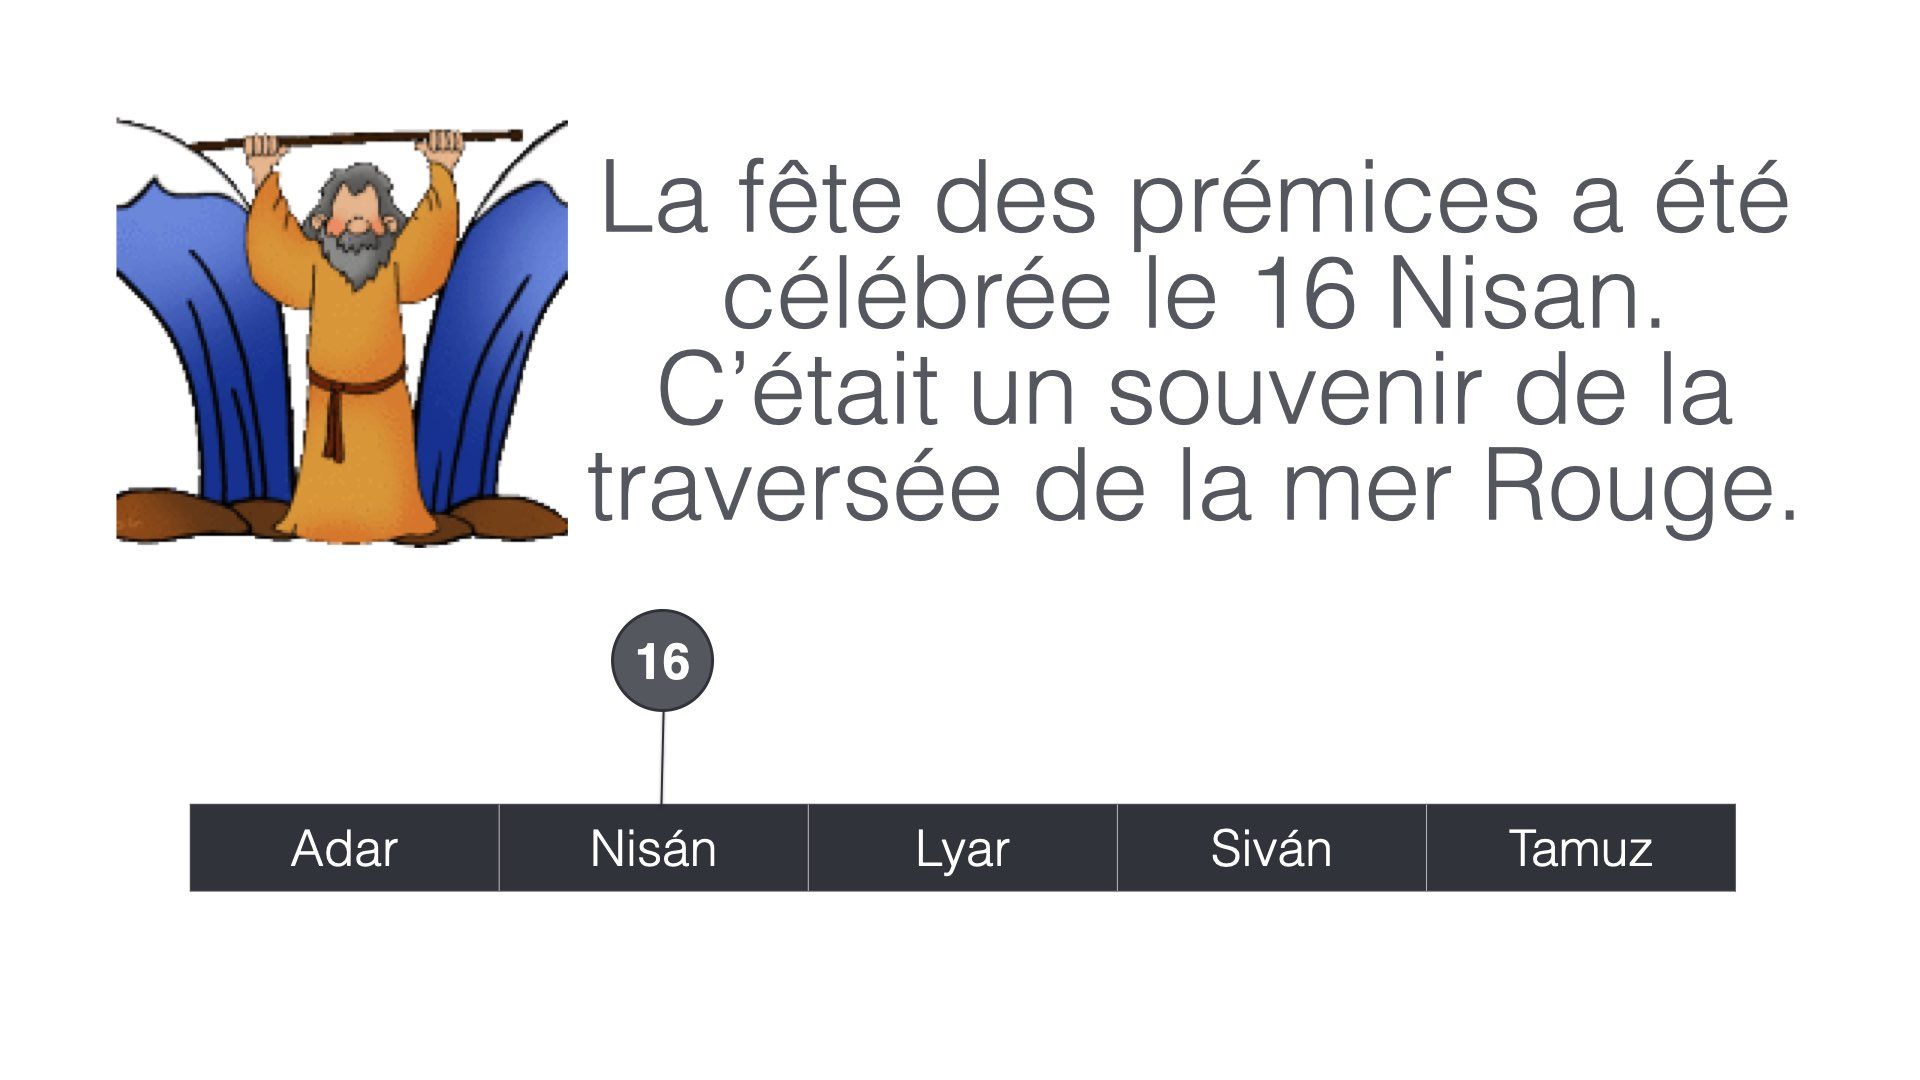 La fête des prémices a été
célébrée le 16 Nisan.
C’était un souvenir de la
traversée de la mer Rouge.
16
Adar
Nisán
Lyar
Siván
Tamuz